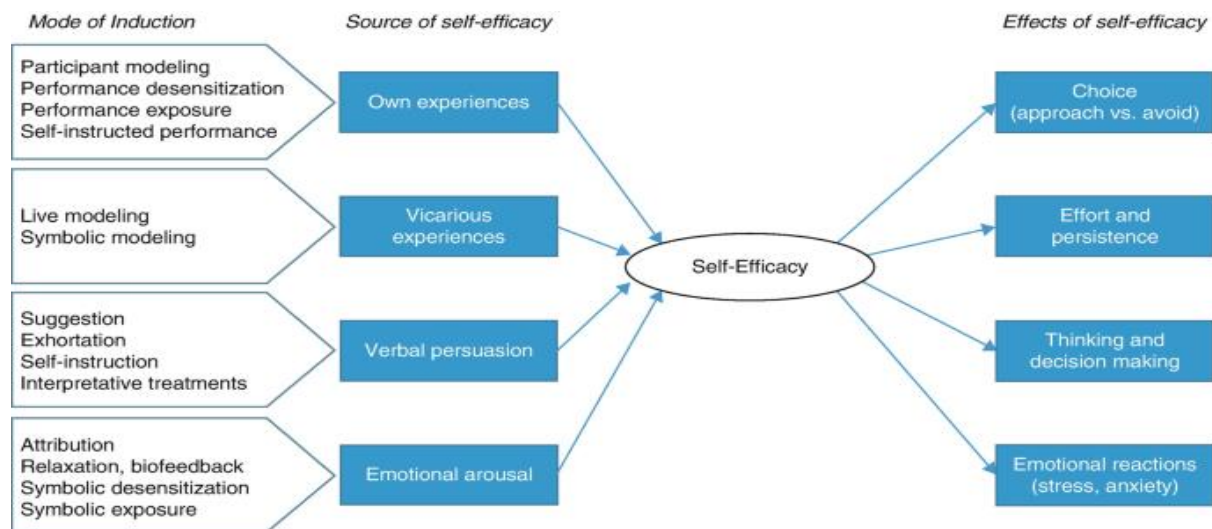 Mode of Induction
Source of self-efficacy
Effects of self-efficacy
Participant modeling
Performance desensitization
Performance exposure
Self-instructed performance
Own experiences
Choice
(approach vs. avoid)
Live modeling
Symbolic modeling
Vicarious
experiences
Effort and
persistence
Self-Efficacy
Suggestion
Exhortation
Self-instruction
Interpretative treatments
Verbal persuasion
Thinking and
decision making
Attribution
Relaxation, biofeedback
Symbolic desensitization
Symbolic exposure
Emotional arousal
Emotional reactions
(stress, anxiety)